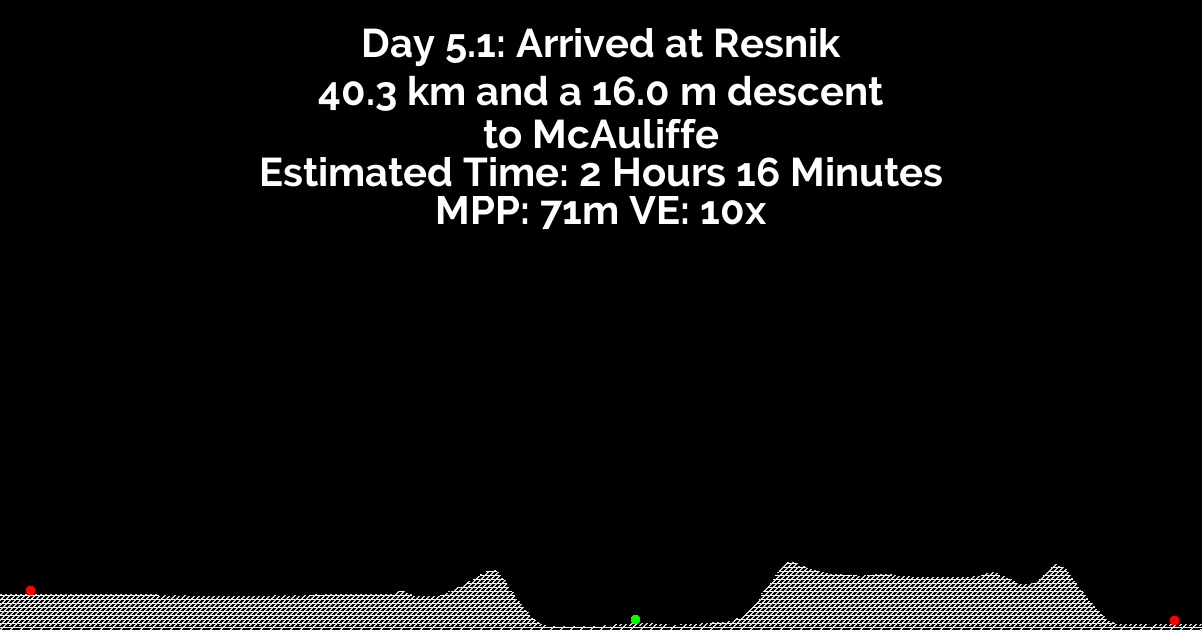 Day 5.1: Arrived at Resnik
40.3 km and a 16.0 m descent
to McAuliffe
Estimated Time: 2 Hours 16 Minutes
MPP: 71m VE: 10x